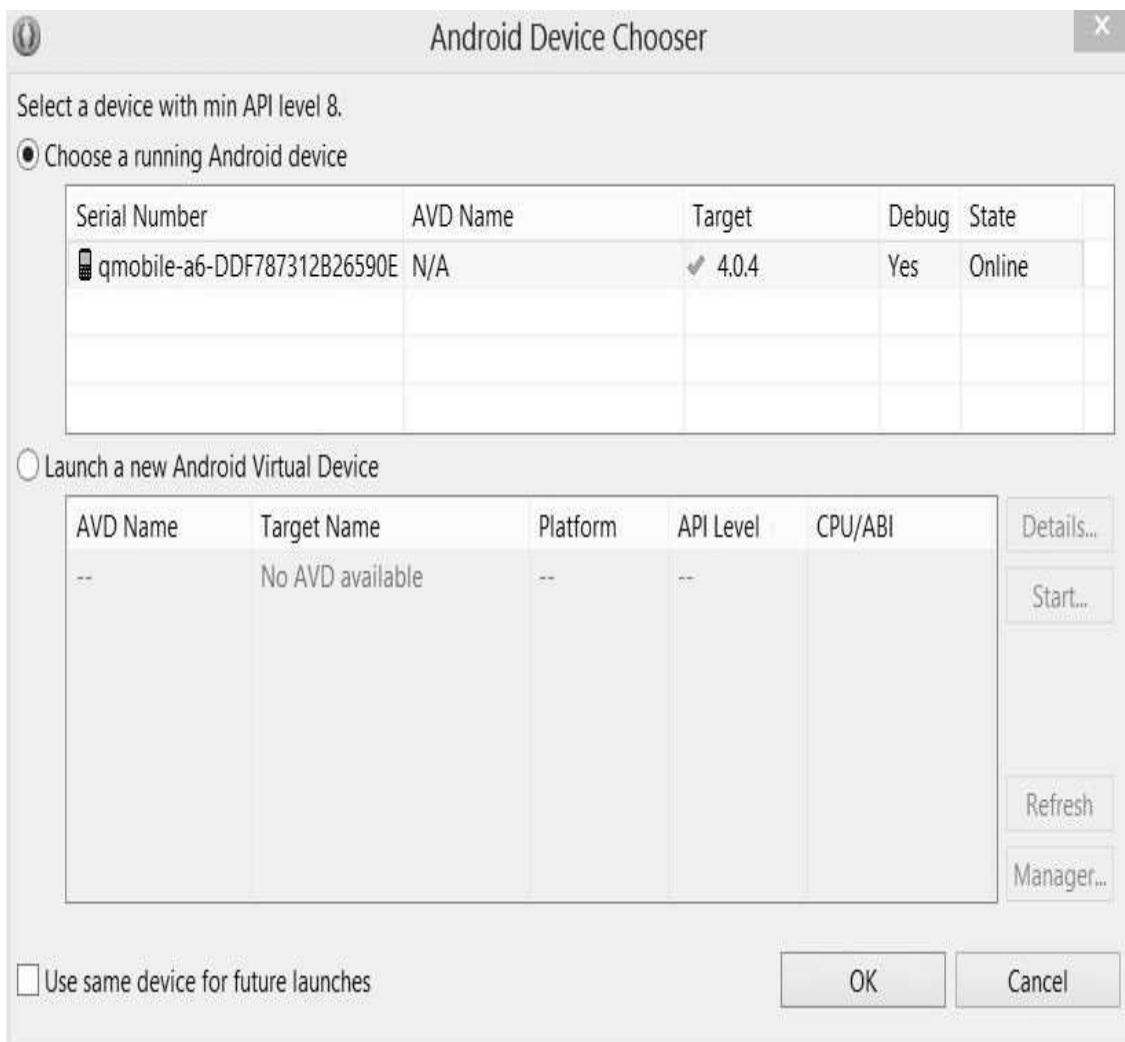 Android Device Chooser
X
Select a device with min API level 8.
Choose a running Android device
Serial Number AVD Name Target Debug State
qmobile-a6-DDF787312B26590E N/A 4.0.4 Yes Online
Launch a new Android Virtual Device
AVD Name Target Name Platform API Level CPU/ABI
Details...
-- No AVD available -- --
Start...
Refresh
Manager...
Use same device for future launches
OK Cancel